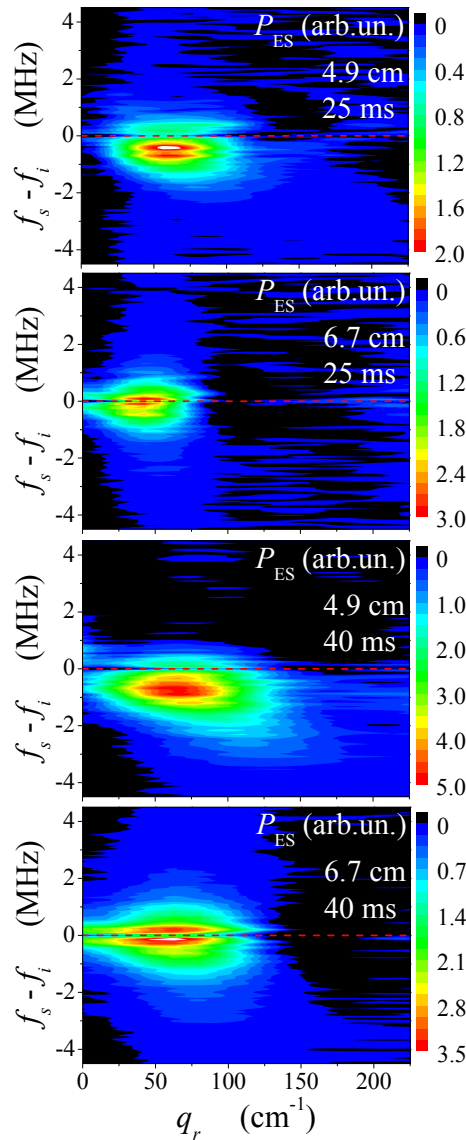 P_ES (arb.un.)
4.9 cm
25 ms
f_s - f_i (MHz)
4
2
0
-2
-4
0
0.4
0.8
1.2
1.6
2.0
P_ES (arb.un.)
6.7 cm
25 ms
f_s - f_i (MHz)
4
2
0
-2
-4
0
0.6
1.2
1.8
2.4
3.0
P_ES (arb.un.)
4.9 cm
40 ms
f_s - f_i (MHz)
4
2
0
-2
-4
0
1.0
2.0
3.0
4.0
5.0
P_ES (arb.un.)
6.7 cm
40 ms
f_s - f_i (MHz)
4
2
0
-2
-4
0
0.7
1.4
2.1
2.8
3.5
0 50 100 150 200
q_r (cm⁻¹)